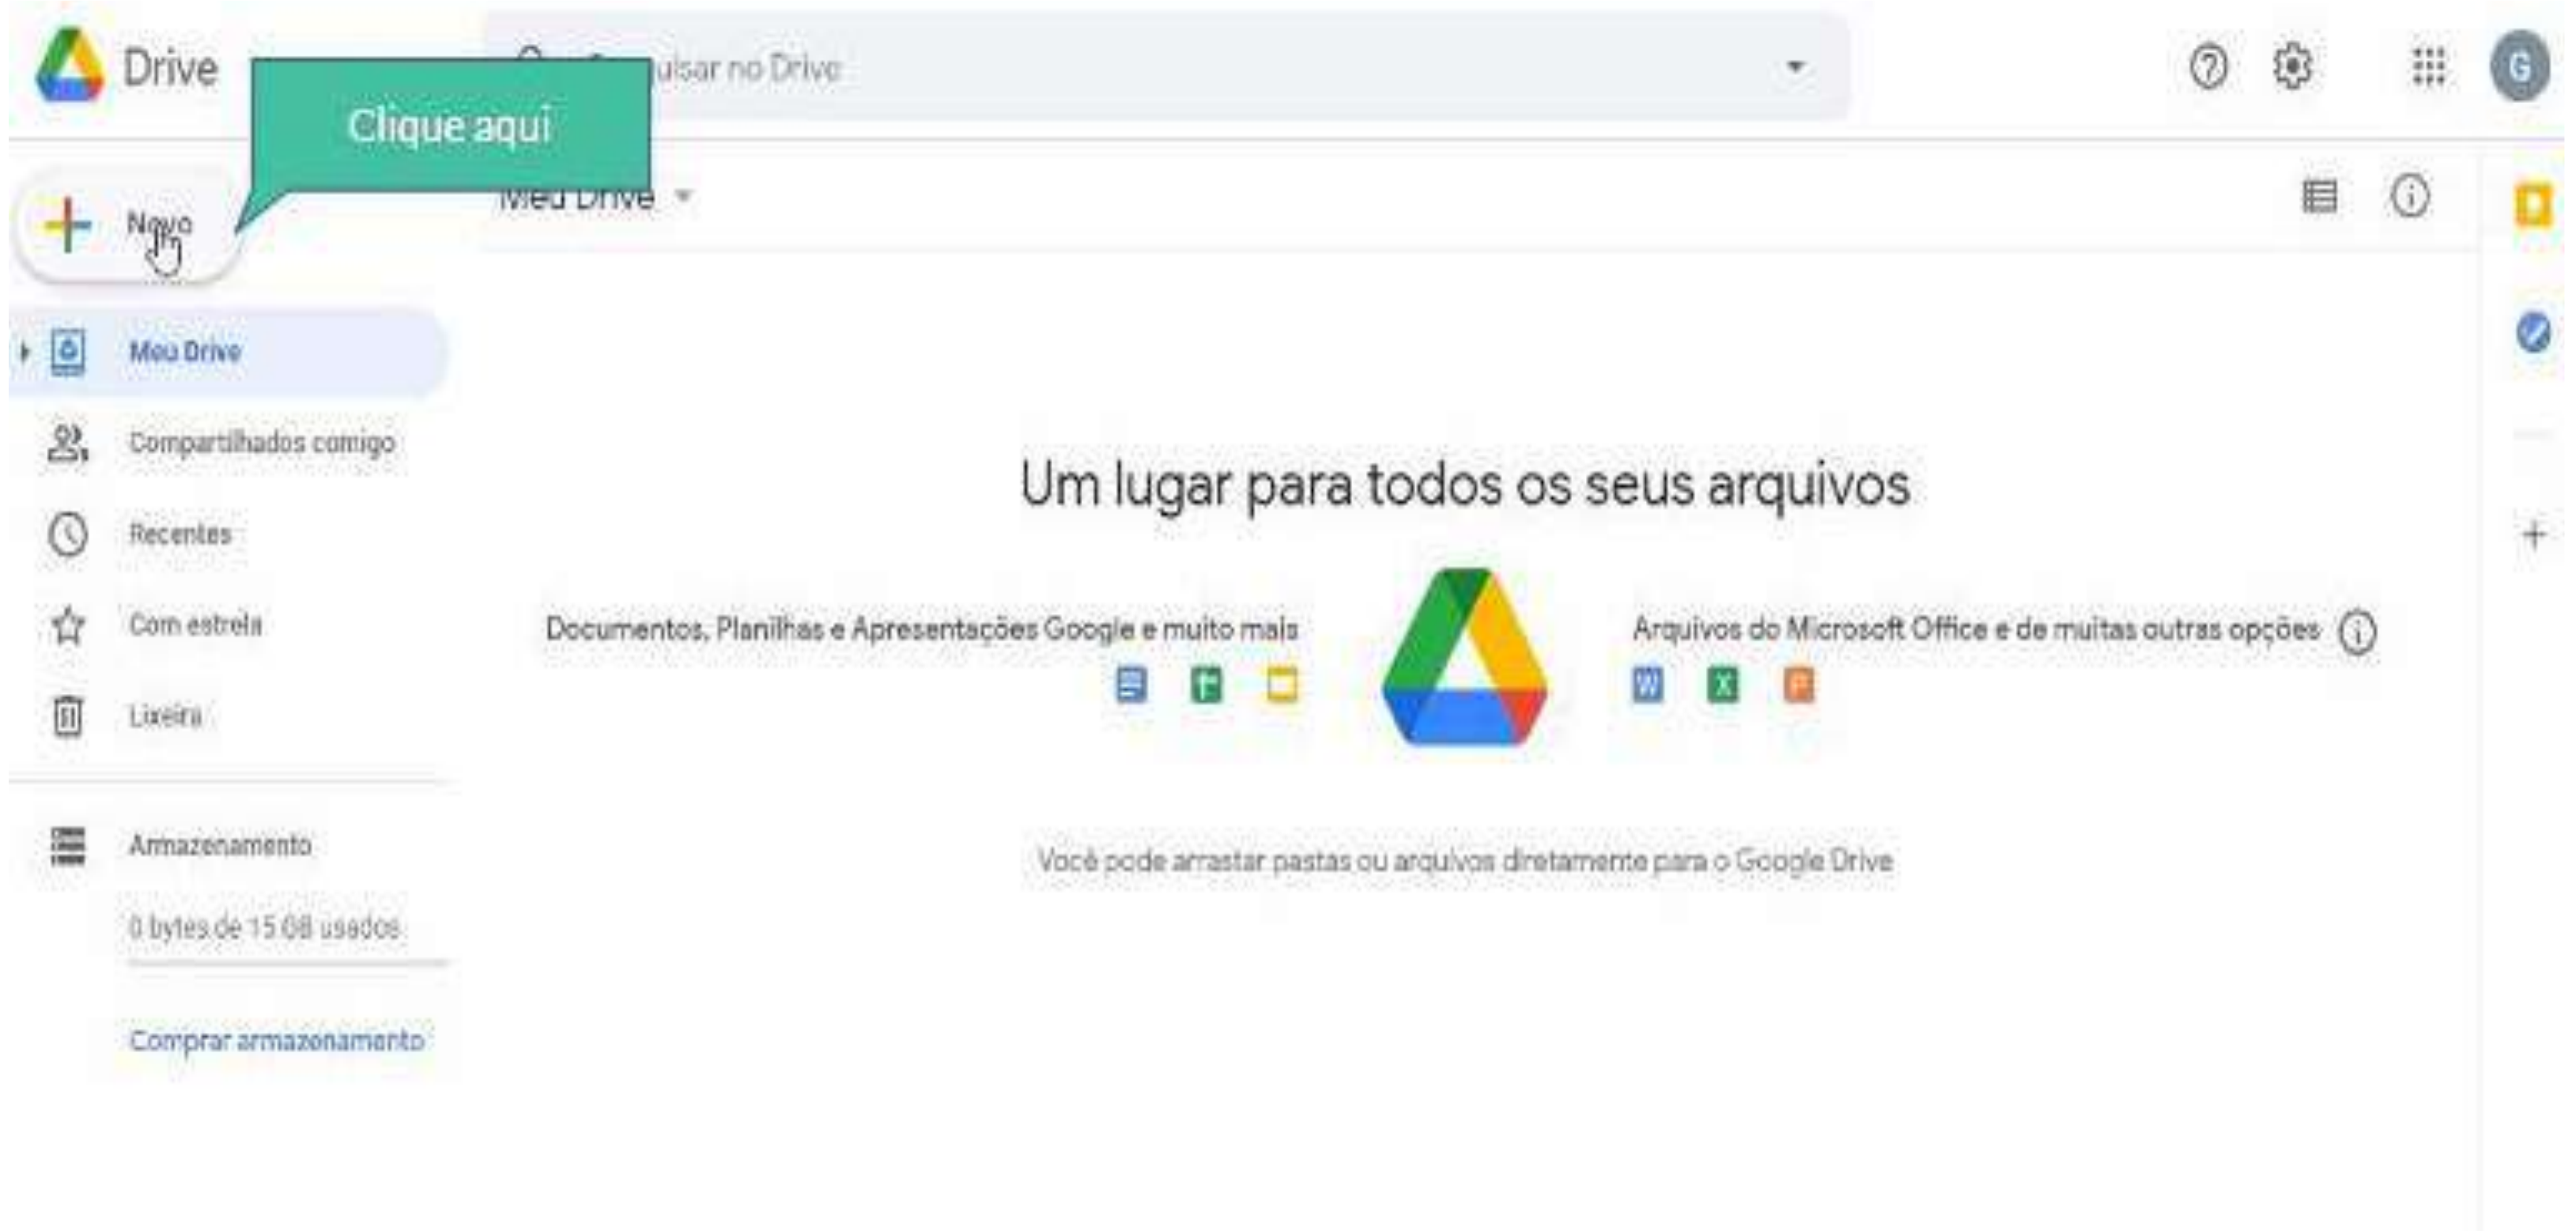 Drive
Clique aqui
uisar no Drive
G
Novo
Meu Drive
Meu Drive
Compartilhados comigo
Recentes
Com estrela
Lixeira
Um lugar para todos os seus arquivos
Documentos, Planilhas e Apresentações Google e muito mais
Arquivos do Microsoft Office e de muitas outras opções
W X P
Armazenamento
0 bytes de 15 GB usados
Você pode arrastar pastas ou arquivos diretamente para o Google Drive
Comprar armazenamento